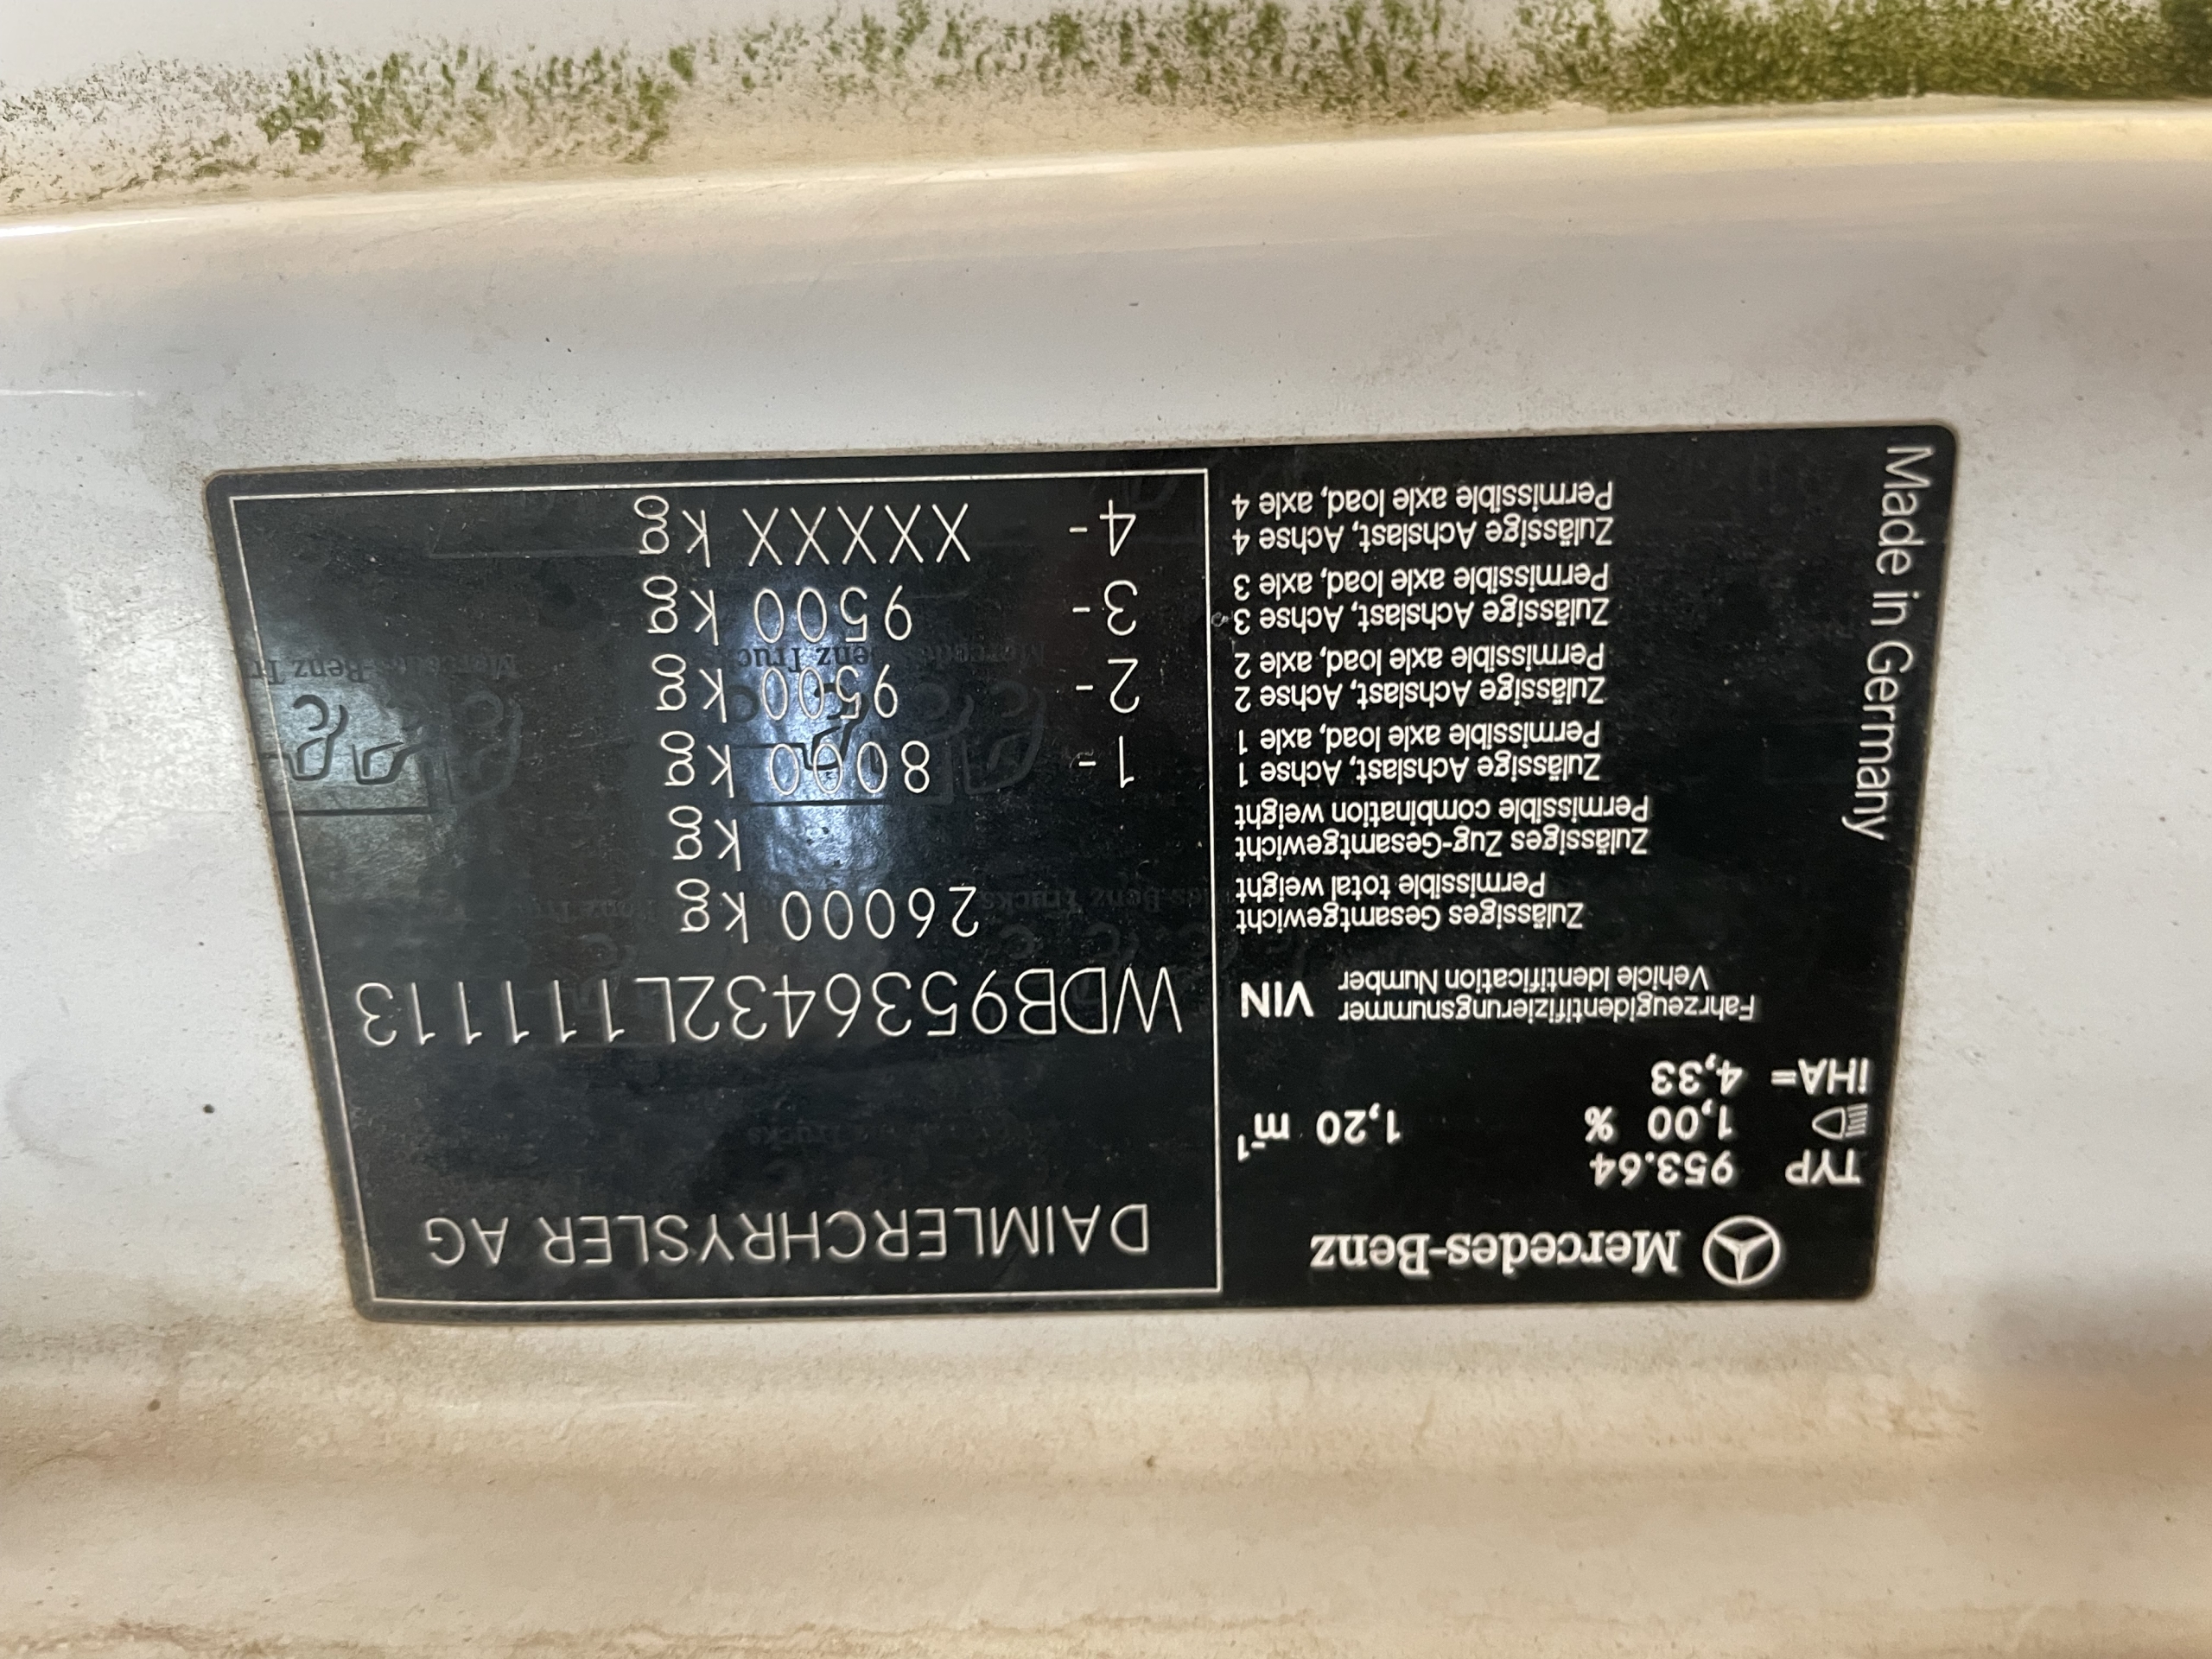 Mercedes-Benz
DAIMLERCHRYSLER AG
TYP 953.64
1,00 % 1,20 m⁻¹
iHA= 4,33
Fahrzeugidentifizierungsnummer
Vehicle Identification Number
VIN WDB9536432L111113
Zulässiges Gesamtgewicht
Permissible total weight
26000 kg
Zulässiges Zug-Gesamtgewicht
Permissible combination weight
kg
Zulässige Achslast, Achse 1
Permissible axle load, axle 1
1- 8000 kg
Zulässige Achslast, Achse 2
Permissible axle load, axle 2
2- 9500 kg
Zulässige Achslast, Achse 3
Permissible axle load, axle 3
3- 9500 kg
Zulässige Achslast, Achse 4
Permissible axle load, axle 4
4- XXXXX kg
Made in Germany